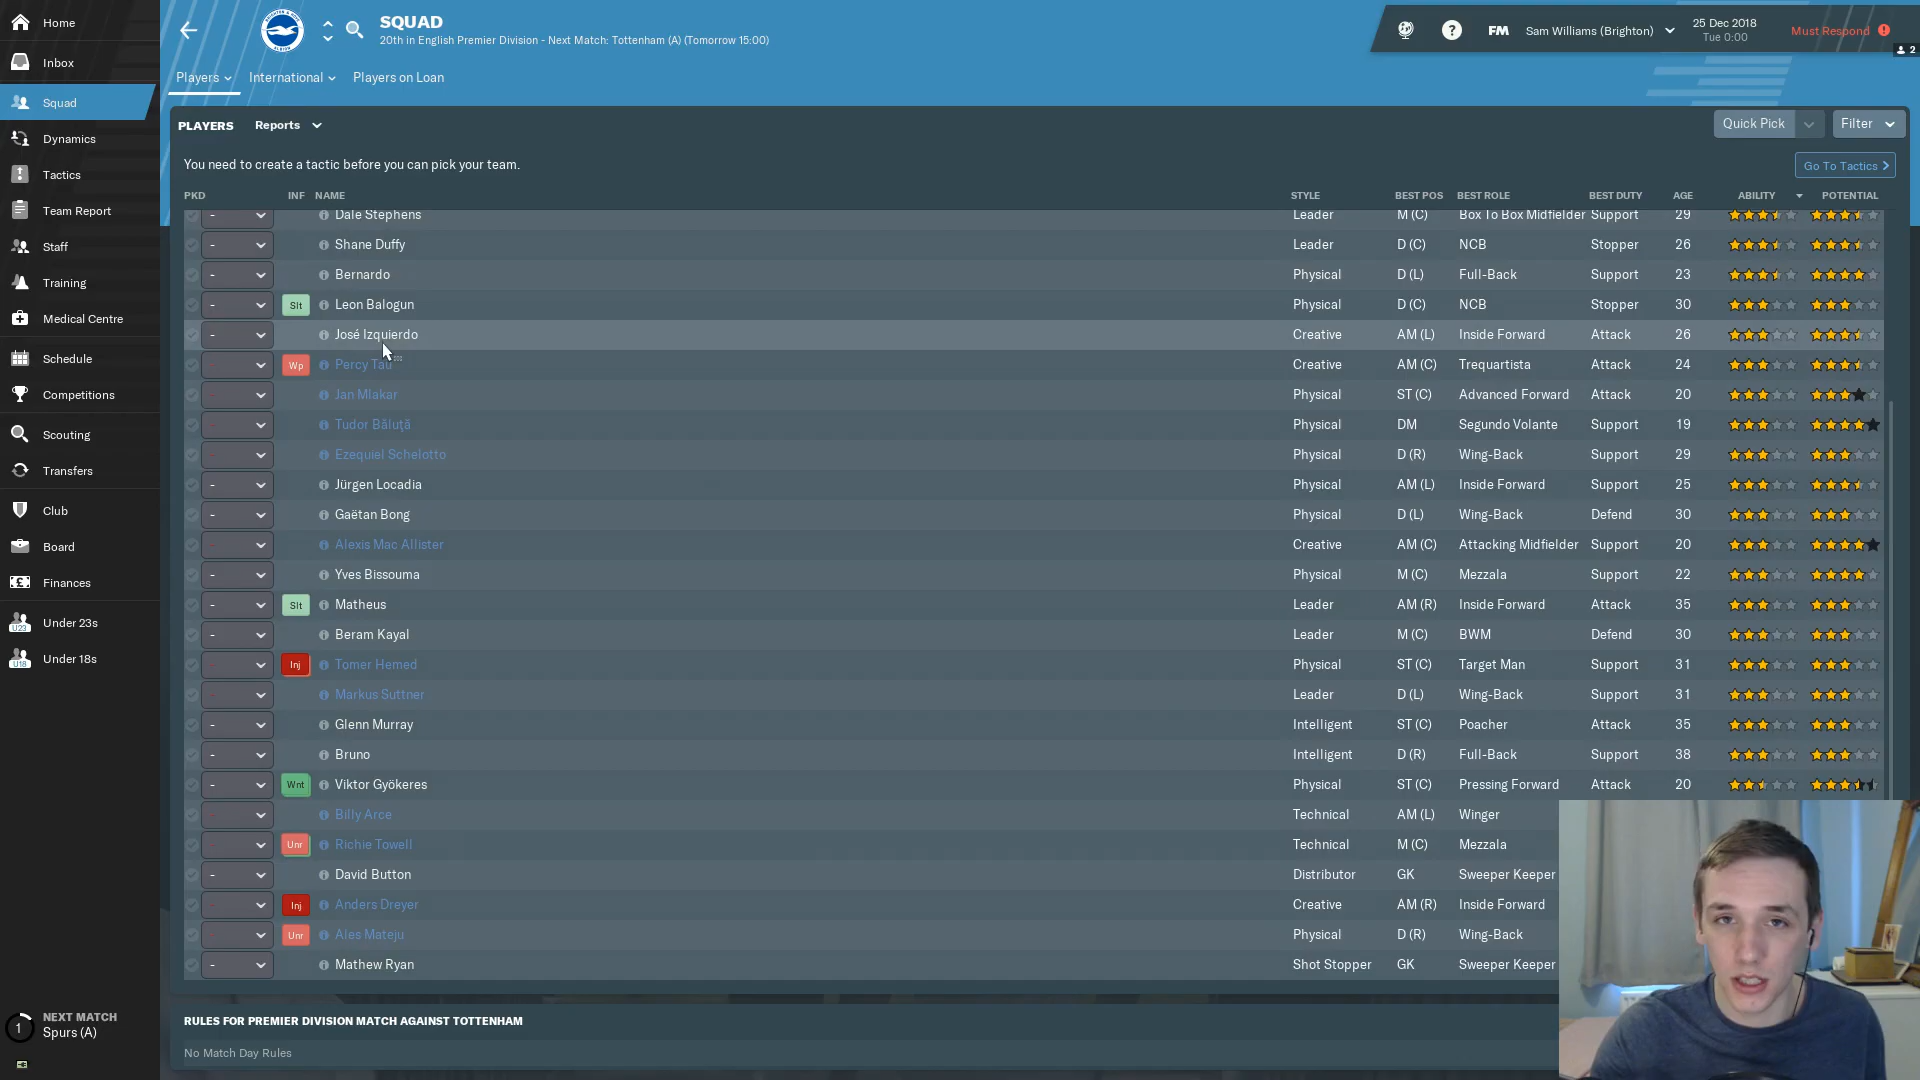 Home
Inbox
Squad
Dynamics
Tactics
Team Report
Staff
Training
Medical Centre
Schedule
Competitions
Scouting
Transfers
Club
Board
Finances
U23 Under 23s
U18 Under 18s
1 NEXT MATCH
Spurs (A)
SQUAD
20th in English Premier Division - Next Match: Tottenham (A) (Tomorrow 15:00)
? FM Sam Williams (Brighton) 25 Dec 2018
Tue 0:00
Must Respond !
2
Players International Players on Loan
PLAYERS Reports Quick Pick Filter
You need to create a tactic before you can pick your team. Go To Tactics
PKD INF NAME STYLE BEST POS BEST ROLE BEST DUTY AGE ABILITY POTENTIAL
- Dale Stephens Leader M (C) Box To Box Midfielder Support 29
- Shane Duffy Leader D (C) NCB Stopper 26
- Bernardo Physical D (L) Full-Back Support 23
- Slt Leon Balogun Physical D (C) NCB Stopper 30
- José Izquierdo Creative AM (L) Inside Forward Attack 26
- Wp Percy Tau Creative AM (C) Trequartista Attack 24
- Jan Mlakar Physical ST (C) Advanced Forward Attack 20
- Tudor Băluţă Physical DM Segundo Volante Support 19
- Ezequiel Schelotto Physical D (R) Wing-Back Support 29
- Jürgen Locadia Physical AM (L) Inside Forward Support 25
- Gaëtan Bong Physical D (L) Wing-Back Defend 30
- Alexis Mac Allister Creative AM (C) Attacking Midfielder Support 20
- Yves Bissouma Physical M (C) Mezzala Support 22
- Slt Matheus Leader AM (R) Inside Forward Attack 35
- Beram Kayal Leader M (C) BWM Defend 30
- Inj Tomer Hemed Physical ST (C) Target Man Support 31
- Markus Suttner Leader D (L) Wing-Back Support 31
- Glenn Murray Intelligent ST (C) Poacher Attack 35
- Bruno Intelligent D (R) Full-Back Support 38
- Wnt Viktor Gyökeres Physical ST (C) Pressing Forward Attack 20
- Billy Arce Technical AM (L) Winger
- Unr Richie Towell Technical M (C) Mezzala
- David Button Distributor GK Sweeper Keeper
- Inj Anders Dreyer Creative AM (R) Inside Forward
- Unr Ales Mateju Physical D (R) Wing-Back
- Mathew Ryan Shot Stopper GK Sweeper Keeper
RULES FOR PREMIER DIVISION MATCH AGAINST TOTTENHAM
No Match Day Rules